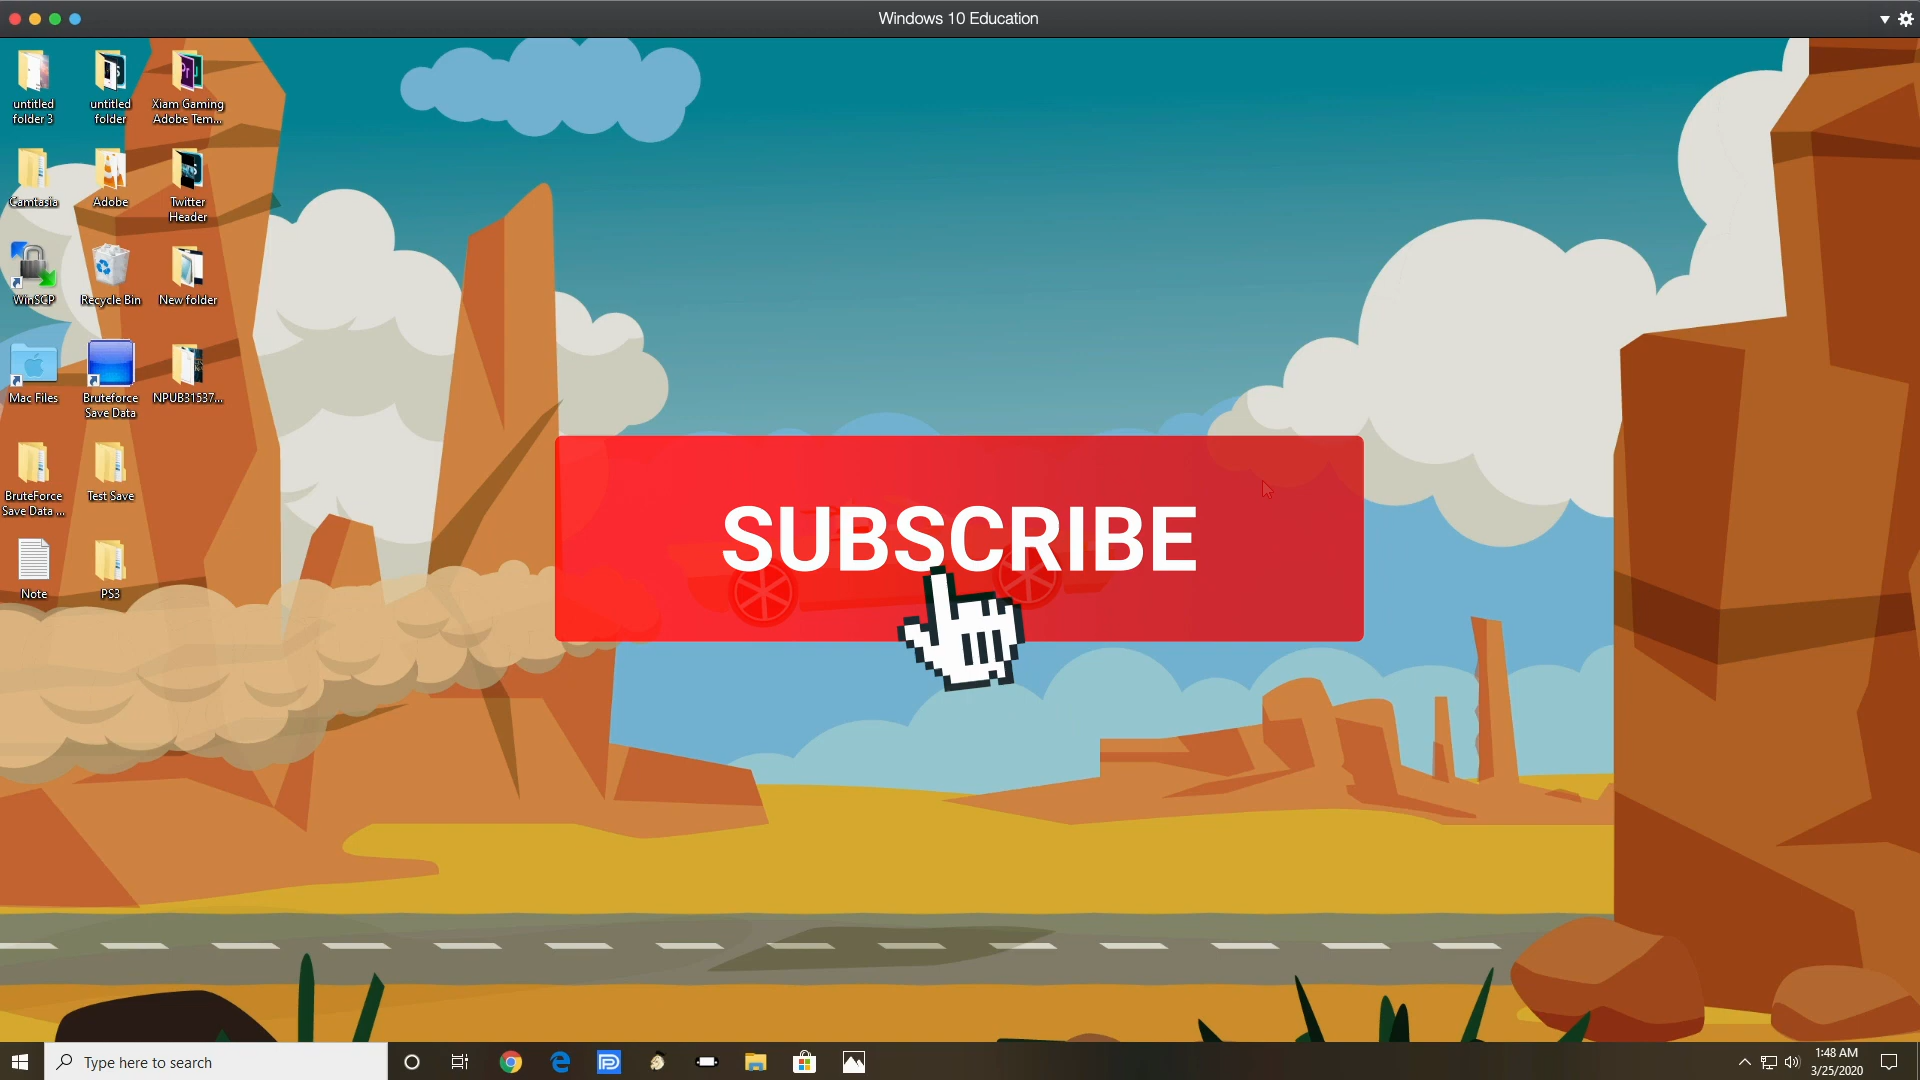 Windows 10 Education
untitled
folder 3
untitled
folder
Xiam Gaming
Adobe Tem...
Camtasia
Adobe
Twitter
Header
WinSCP
Recycle Bin
New folder
Mac Files
Bruteforce
Save Data
NPUB31537...
BruteForce
Save Data ...
Test Save
Note
PS3
SUBSCRIBE
Type here to search
1:48 AM
3/25/2020